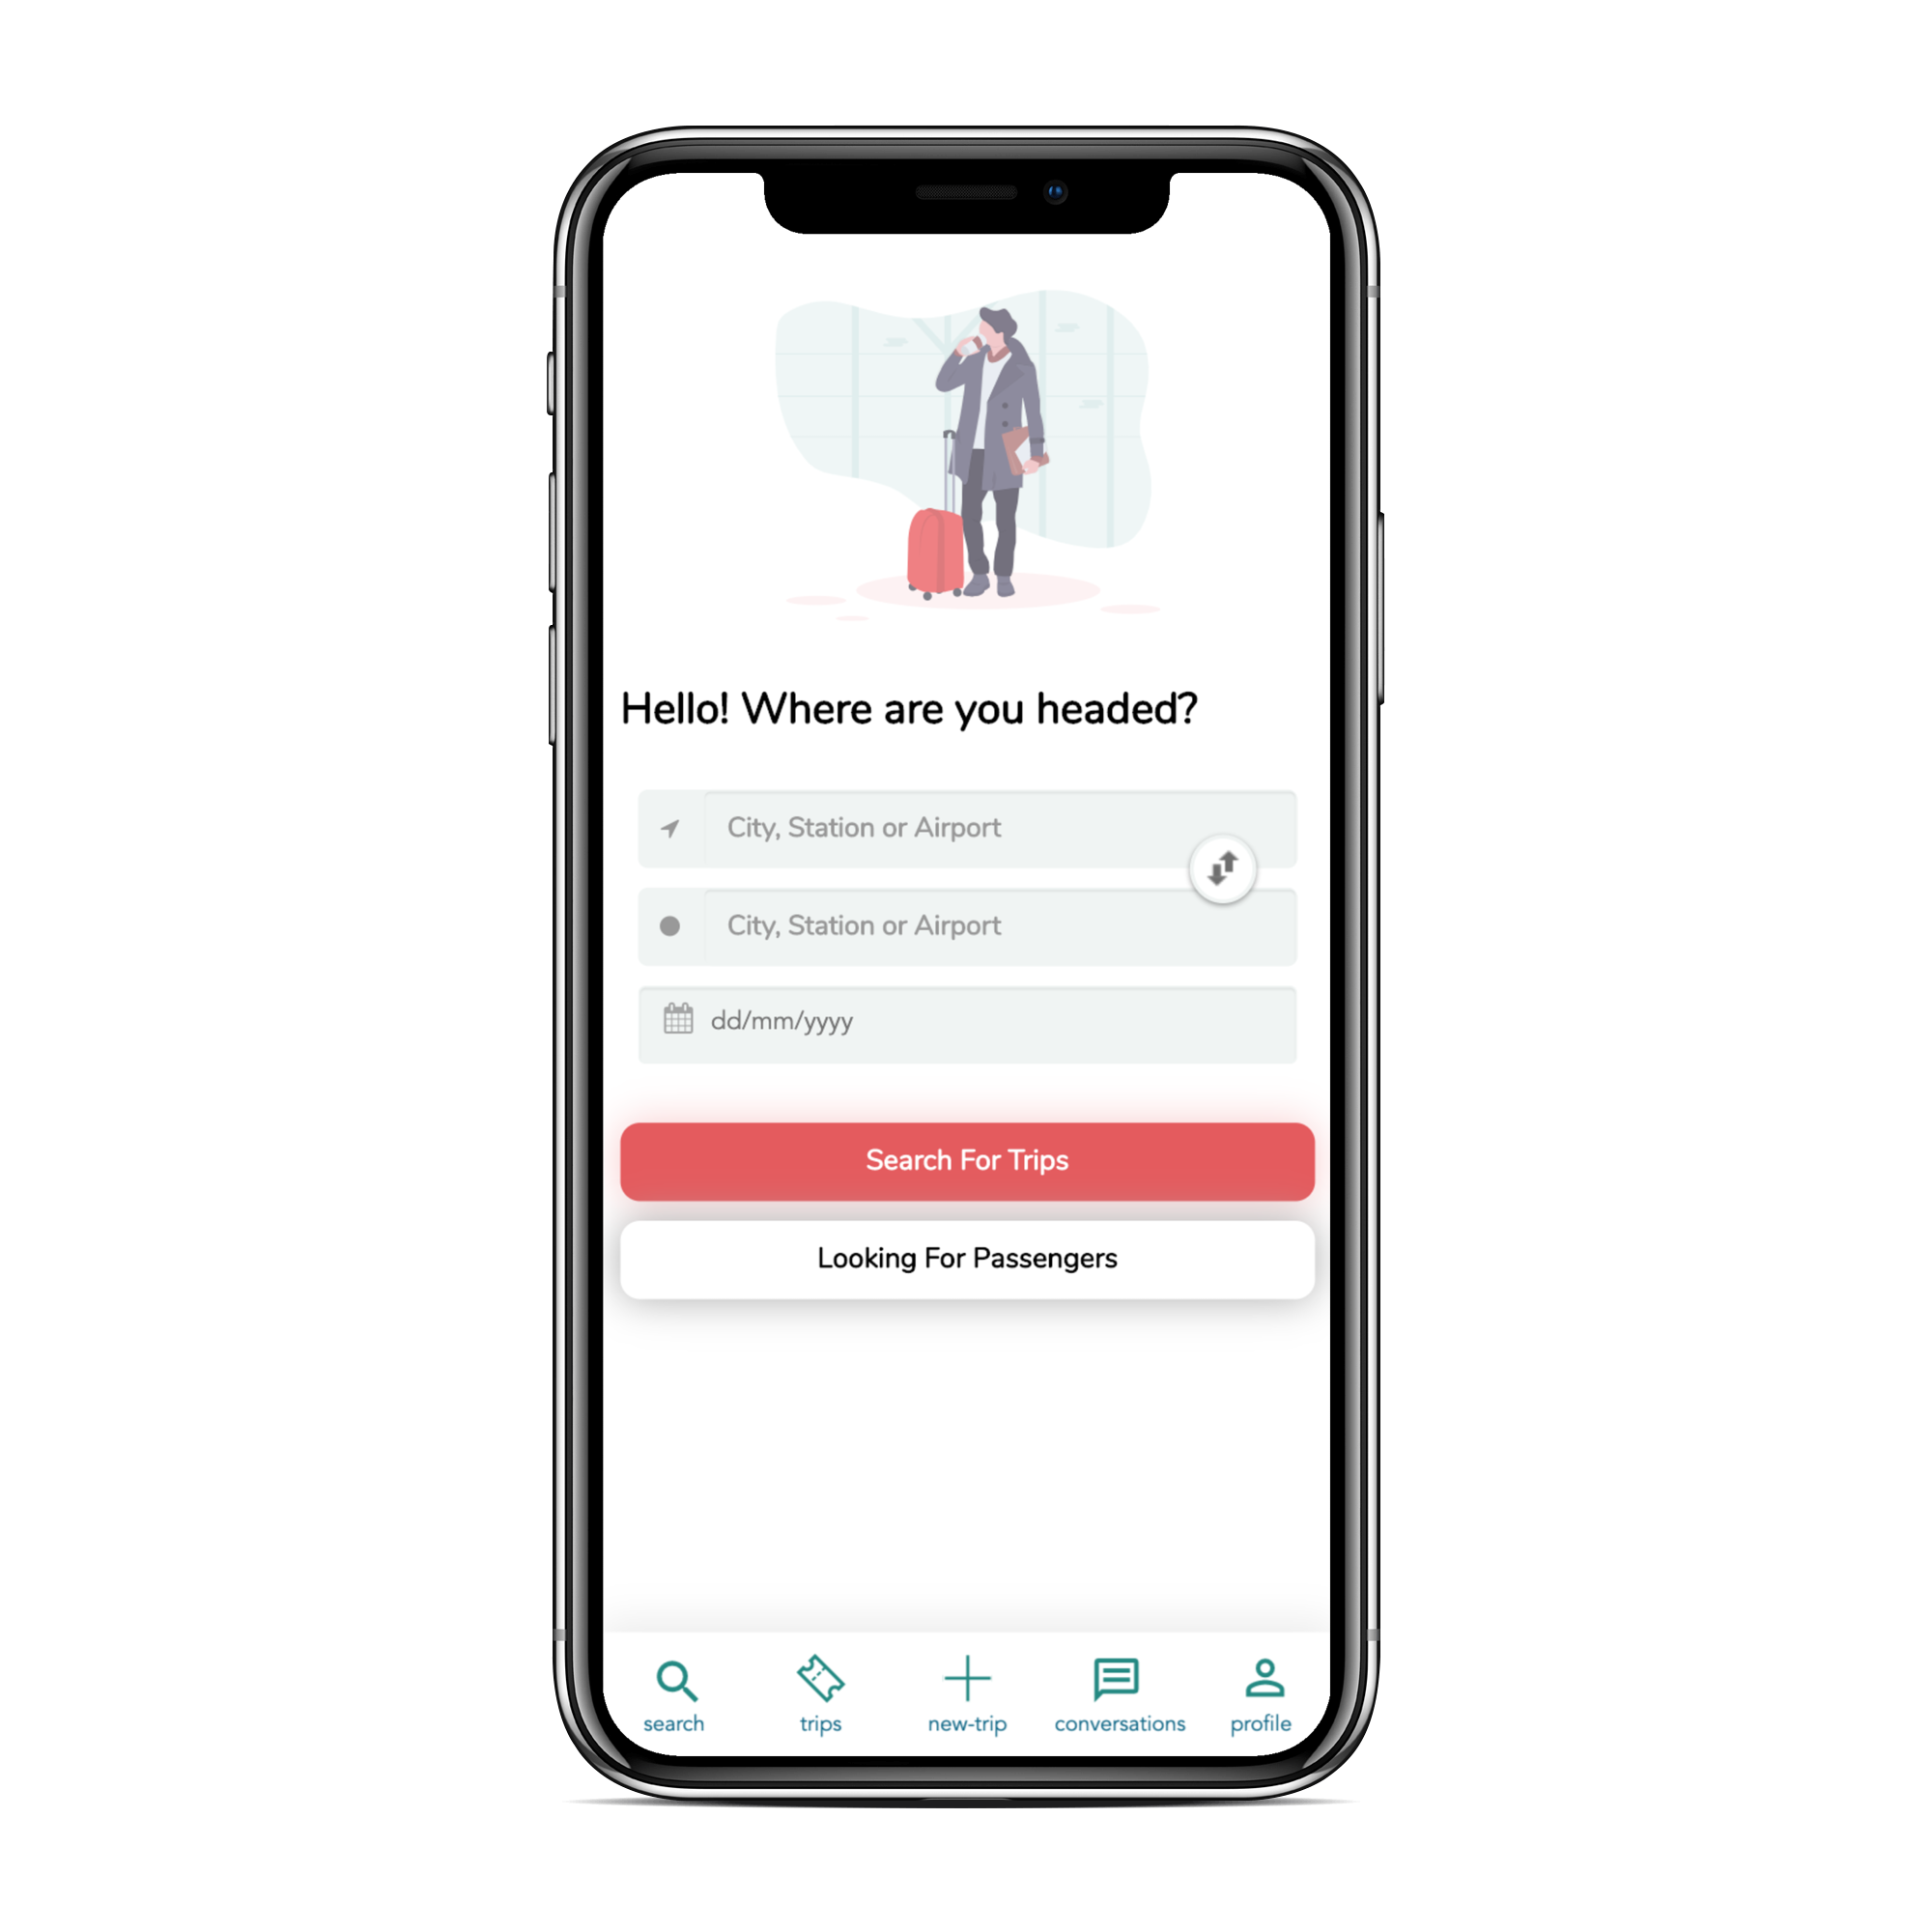 Hello! Where are you headed?
City, Station or Airport
City, Station or Airport
dd/mm/yyyy
Search For Trips
Looking For Passengers
search
trips
new-trip
conversations
profile